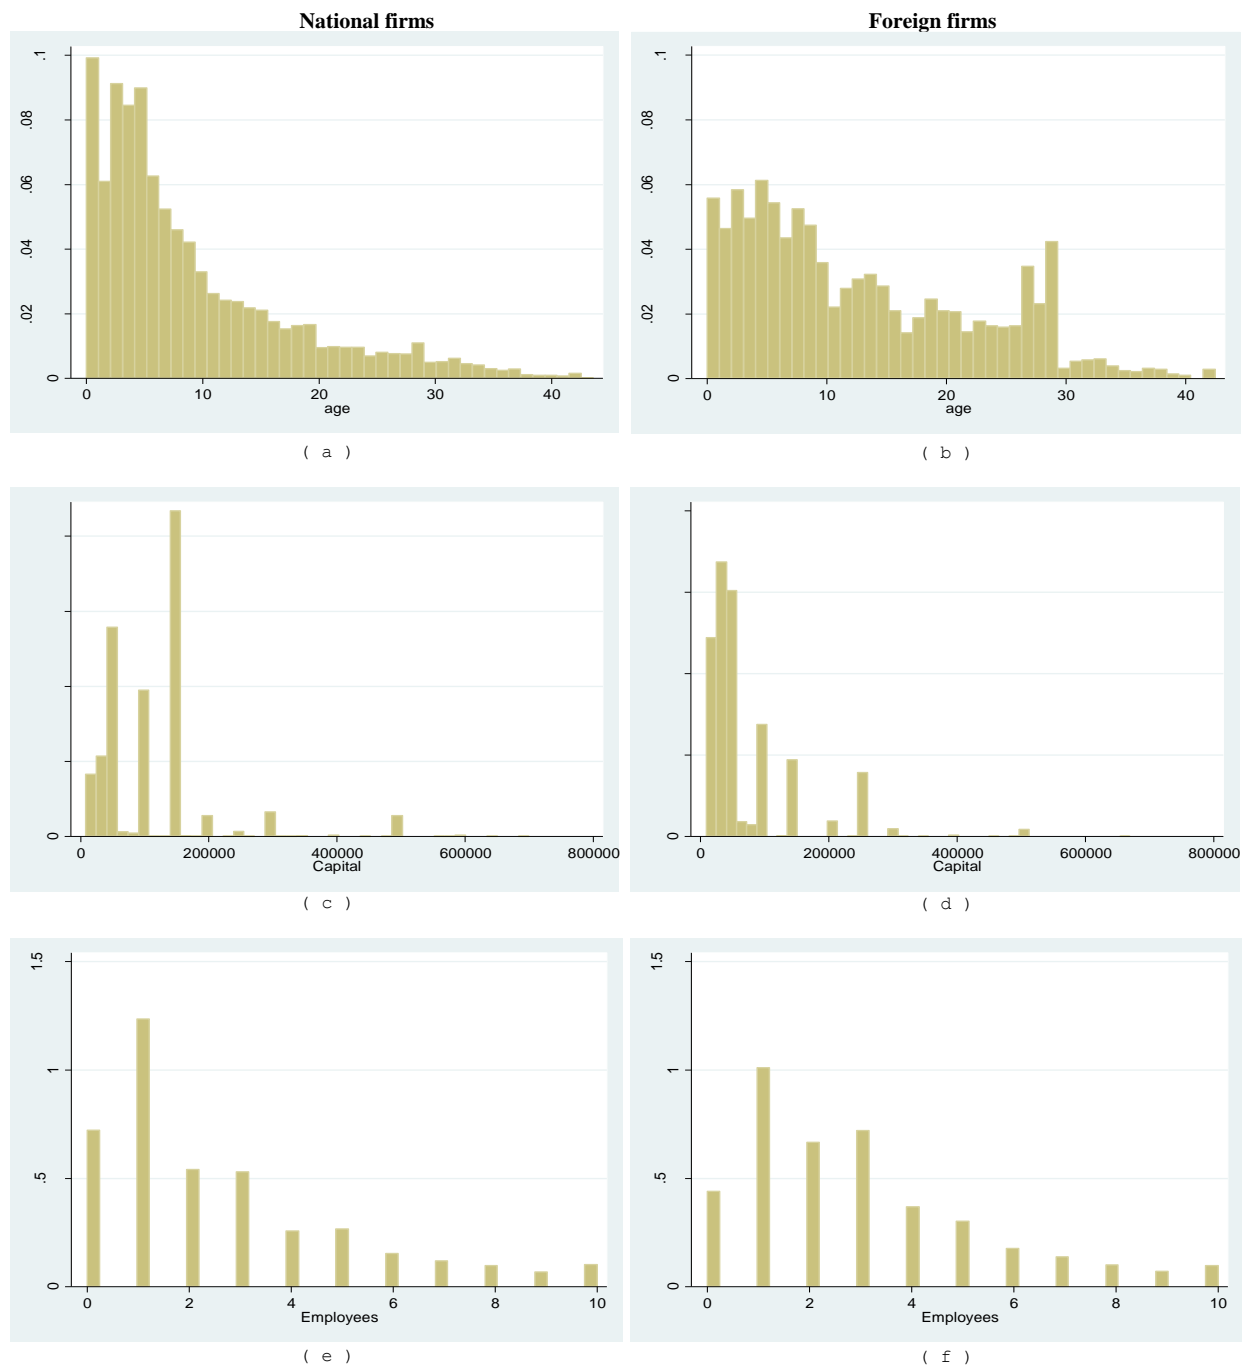 National firms Foreign firms
.1
.08
.06
.04
.02
0
0 10 20 30 40
age
.1
.08
.06
.04
.02
0
0 10 20 30 40
age
( a ) ( b )
0
0 200000 400000 600000 800000
Capital
0
0 200000 400000 600000 800000
Capital
( c ) ( d )
1.5
1
.5
0
0 2 4 6 8 10
Employees
1.5
1
.5
0
0 2 4 6 8 10
Employees
( e ) ( f )